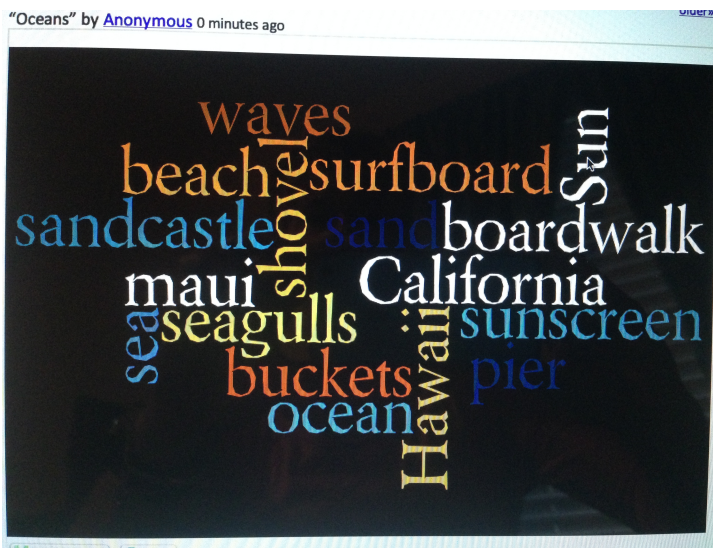 “Oceans” by Anonymous 0 minutes ago
older»
waves
Sun
beach
shovel
surfboard
sandcastle
sand
boardwalk
maui
California
sea
seagulls
Hawaii
sunscreen
buckets
pier
ocean